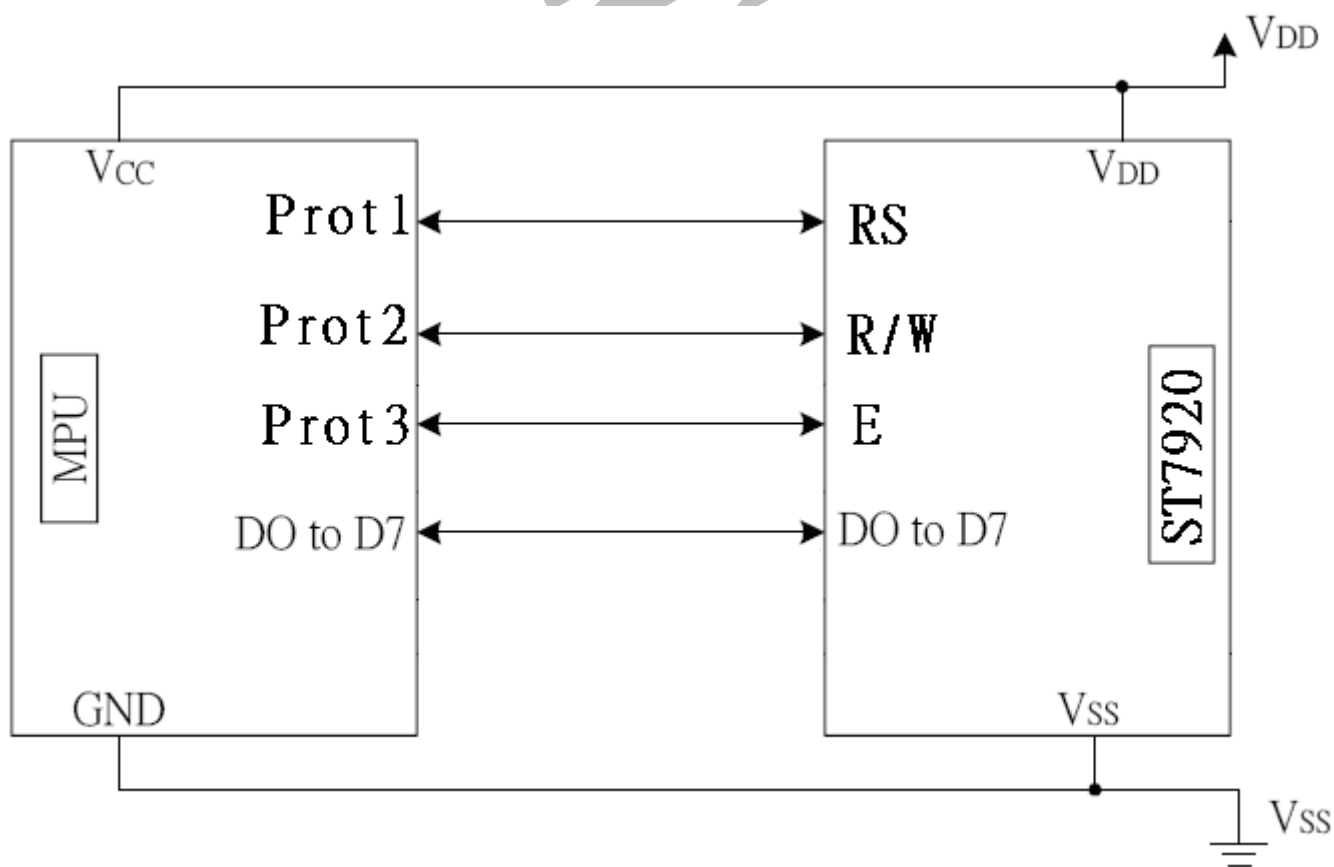 VDD
VCC
VDD
Prot1
RS
Prot2
R/W
Prot3
E
MPU
ST7920
DO to D7
DO to D7
GND
VSS
VSS